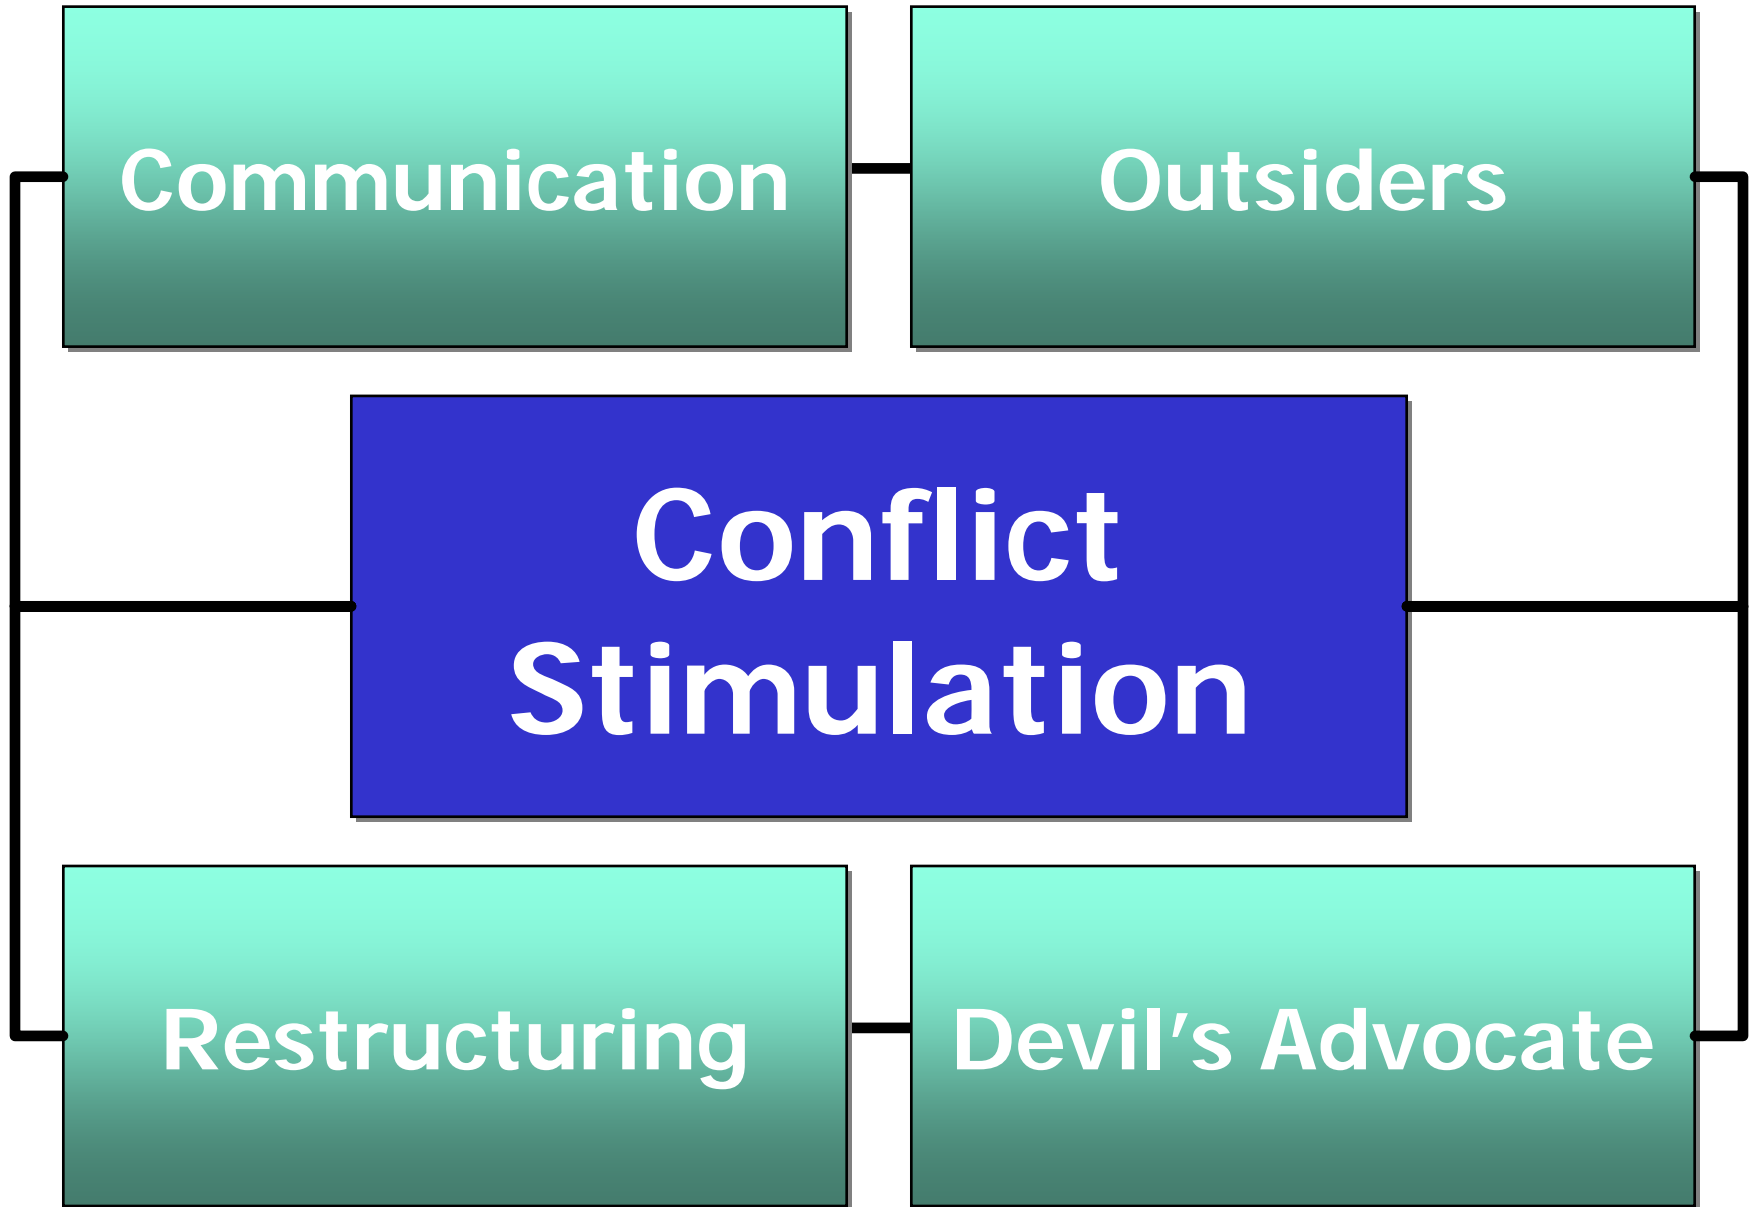 Communication
Outsiders
Conflict
Stimulation
Restructuring
Devil’s Advocate